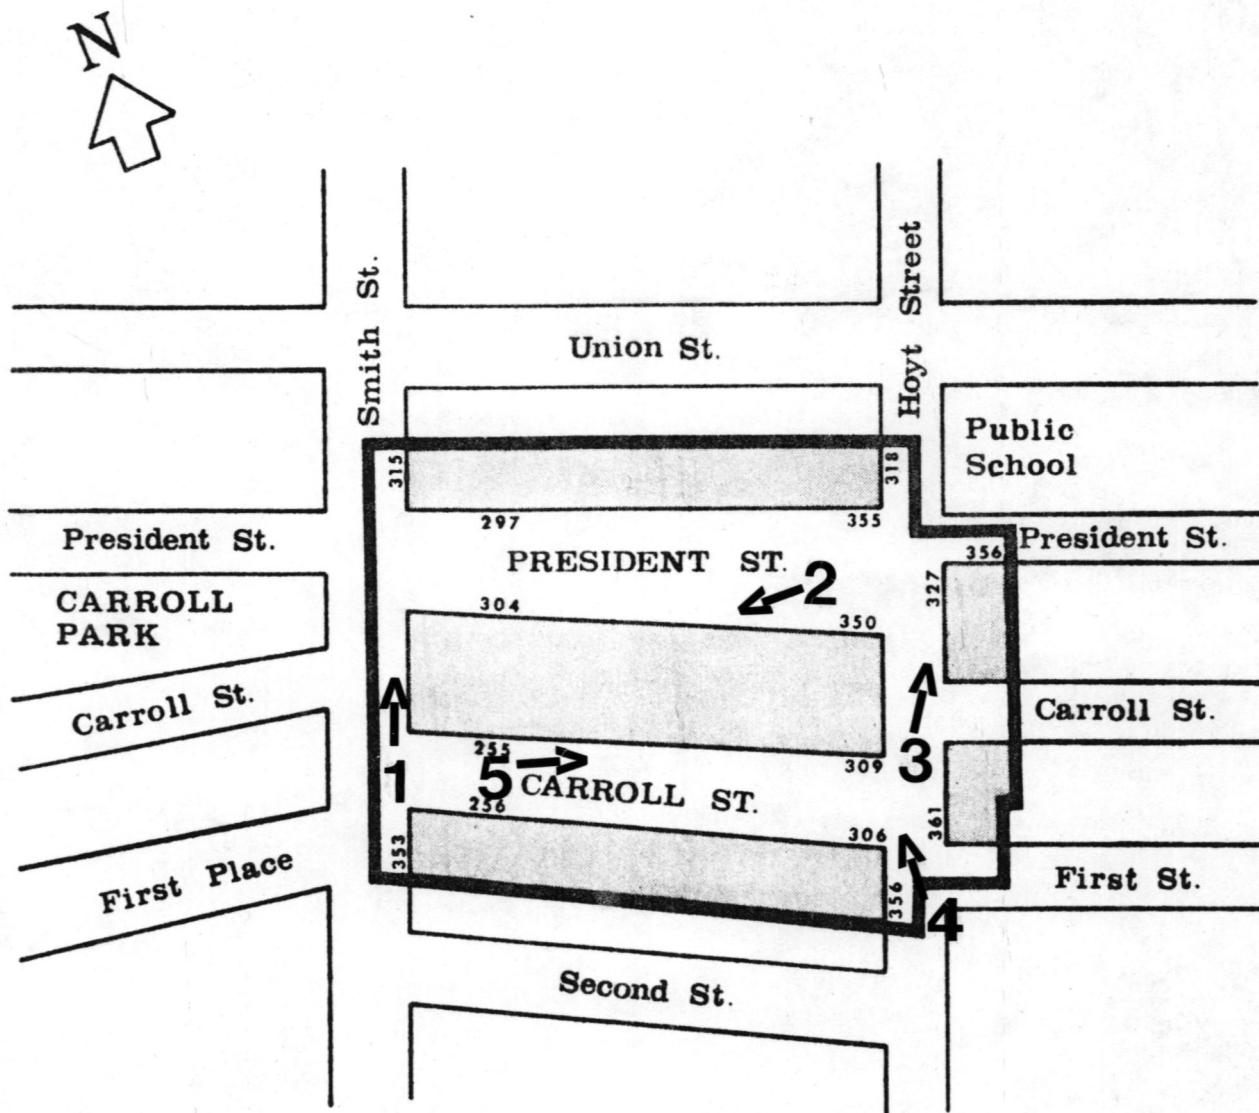 N
Smith St.
Hoyt Street
Union St.
Public
School
315
318
297
355
President St.
PRESIDENT ST.
President St.
356
327
2
CARROLL
PARK
304
350
Carroll St.
Carroll St.
1
255
5
309
3
CARROLL ST.
256
306
361
353
First Place
356
4
First St.
Second St.